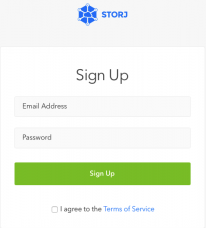 STORJ
Sign Up
Email Address
Password
Sign Up
I agree to the Terms of Service